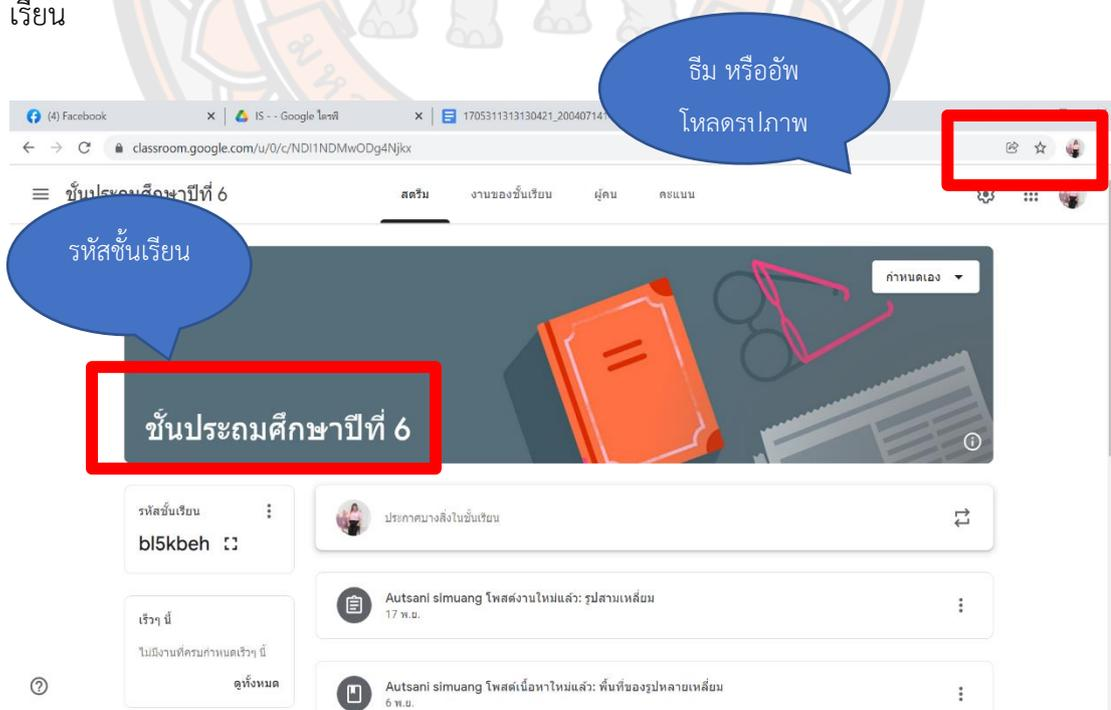 เรียน
ธีม หรืออัพ
โหลดรปภาพ
(4) Facebook
IS - - Google ไดรฟ์
1705311313130421_20040714
classroom.google.com/u/0/c/NDI1NDMwODg4Njkx
ชั้นประถมศึกษาปีที่ 6
สตรีม งานของชั้นเรียน ผู้คน คะแนน
รหัสชั้นเรียน
กำหนดเอง
ชั้นประถมศึกษาปีที่ 6
รหัสชั้นเรียน
bl5kbeh
ประกาศบางสิ่งในชั้นเรียน
Autsani simuang โพสต์งานใหม่แล้ว: รูปสามเหลี่ยม
17 พ.ย.
เร็วๆ นี้
ไม่มีงานที่ครบกำหนดเร็วๆ นี้
ดูทั้งหมด
Autsani simuang โพสต์เนื้อหาใหม่แล้ว: พื้นที่ของรูปหลายเหลี่ยม
6 พ.ย.